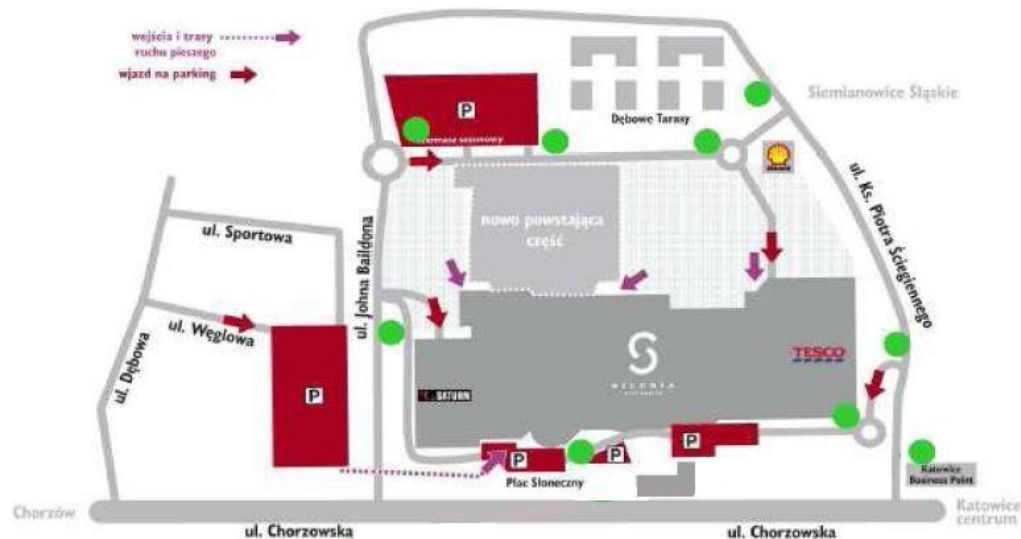 wejścia i trasy
ruchu pieszego
wjazd na parking
P
sezonowy
Dębowe Tarasy
Siemianowice Śląskie
ul. Ks. Piotra Ściegiennego
nowo powstająca
część
ul. Johna Baildona
ul. Sportowa
ul. Węglowa
ul. Dębowa
P
SATURN
SILESIA
TESCO
P
P
P
Plac Słoneczny
Katowice
Business Point
Chorzów
ul. Chorzowska
ul. Chorzowska
Katowice
centrum